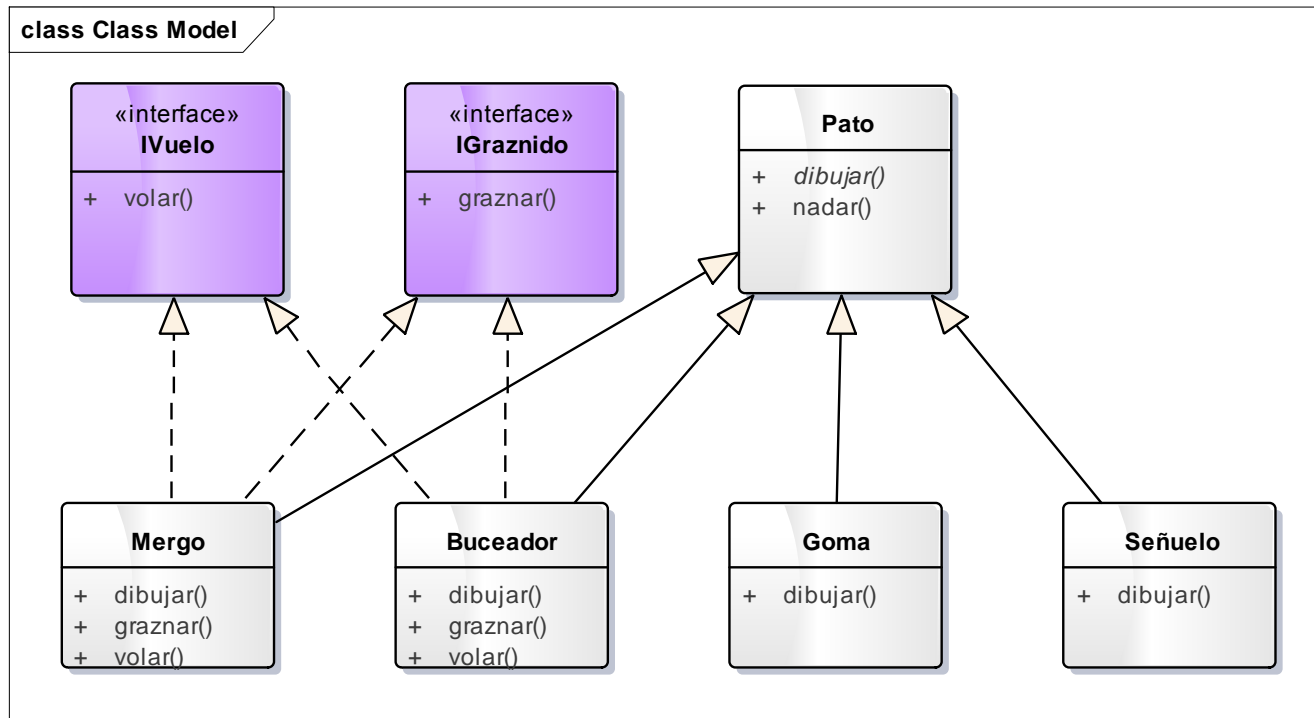 class Class Model
«interface»
IVuelo
+ volar()
«interface»
IGraznido
+ graznar()
Pato
+ dibujar()
+ nadar()
Mergo
+ dibujar()
+ graznar()
+ volar()
Buceador
+ dibujar()
+ graznar()
+ volar()
Goma
+ dibujar()
Señuelo
+ dibujar()